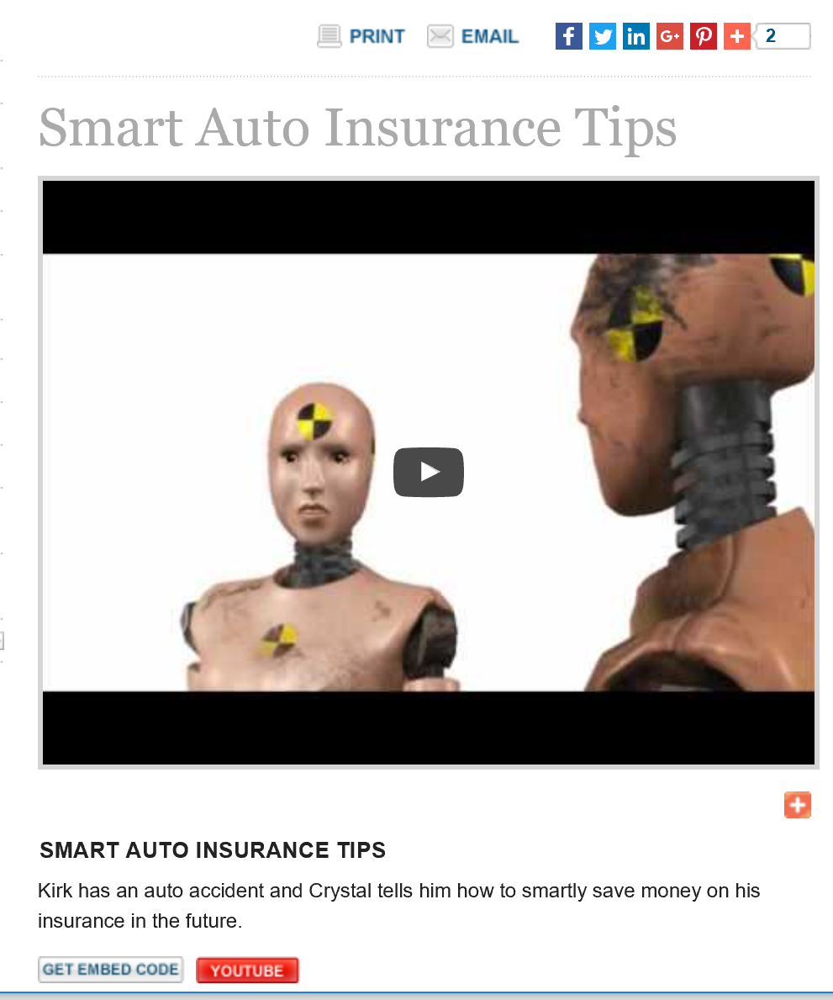 PRINT EMAIL 2
Smart Auto Insurance Tips
SMART AUTO INSURANCE TIPS
Kirk has an auto accident and Crystal tells him how to smartly save money on his
insurance in the future.
GET EMBED CODE YOUTUBE